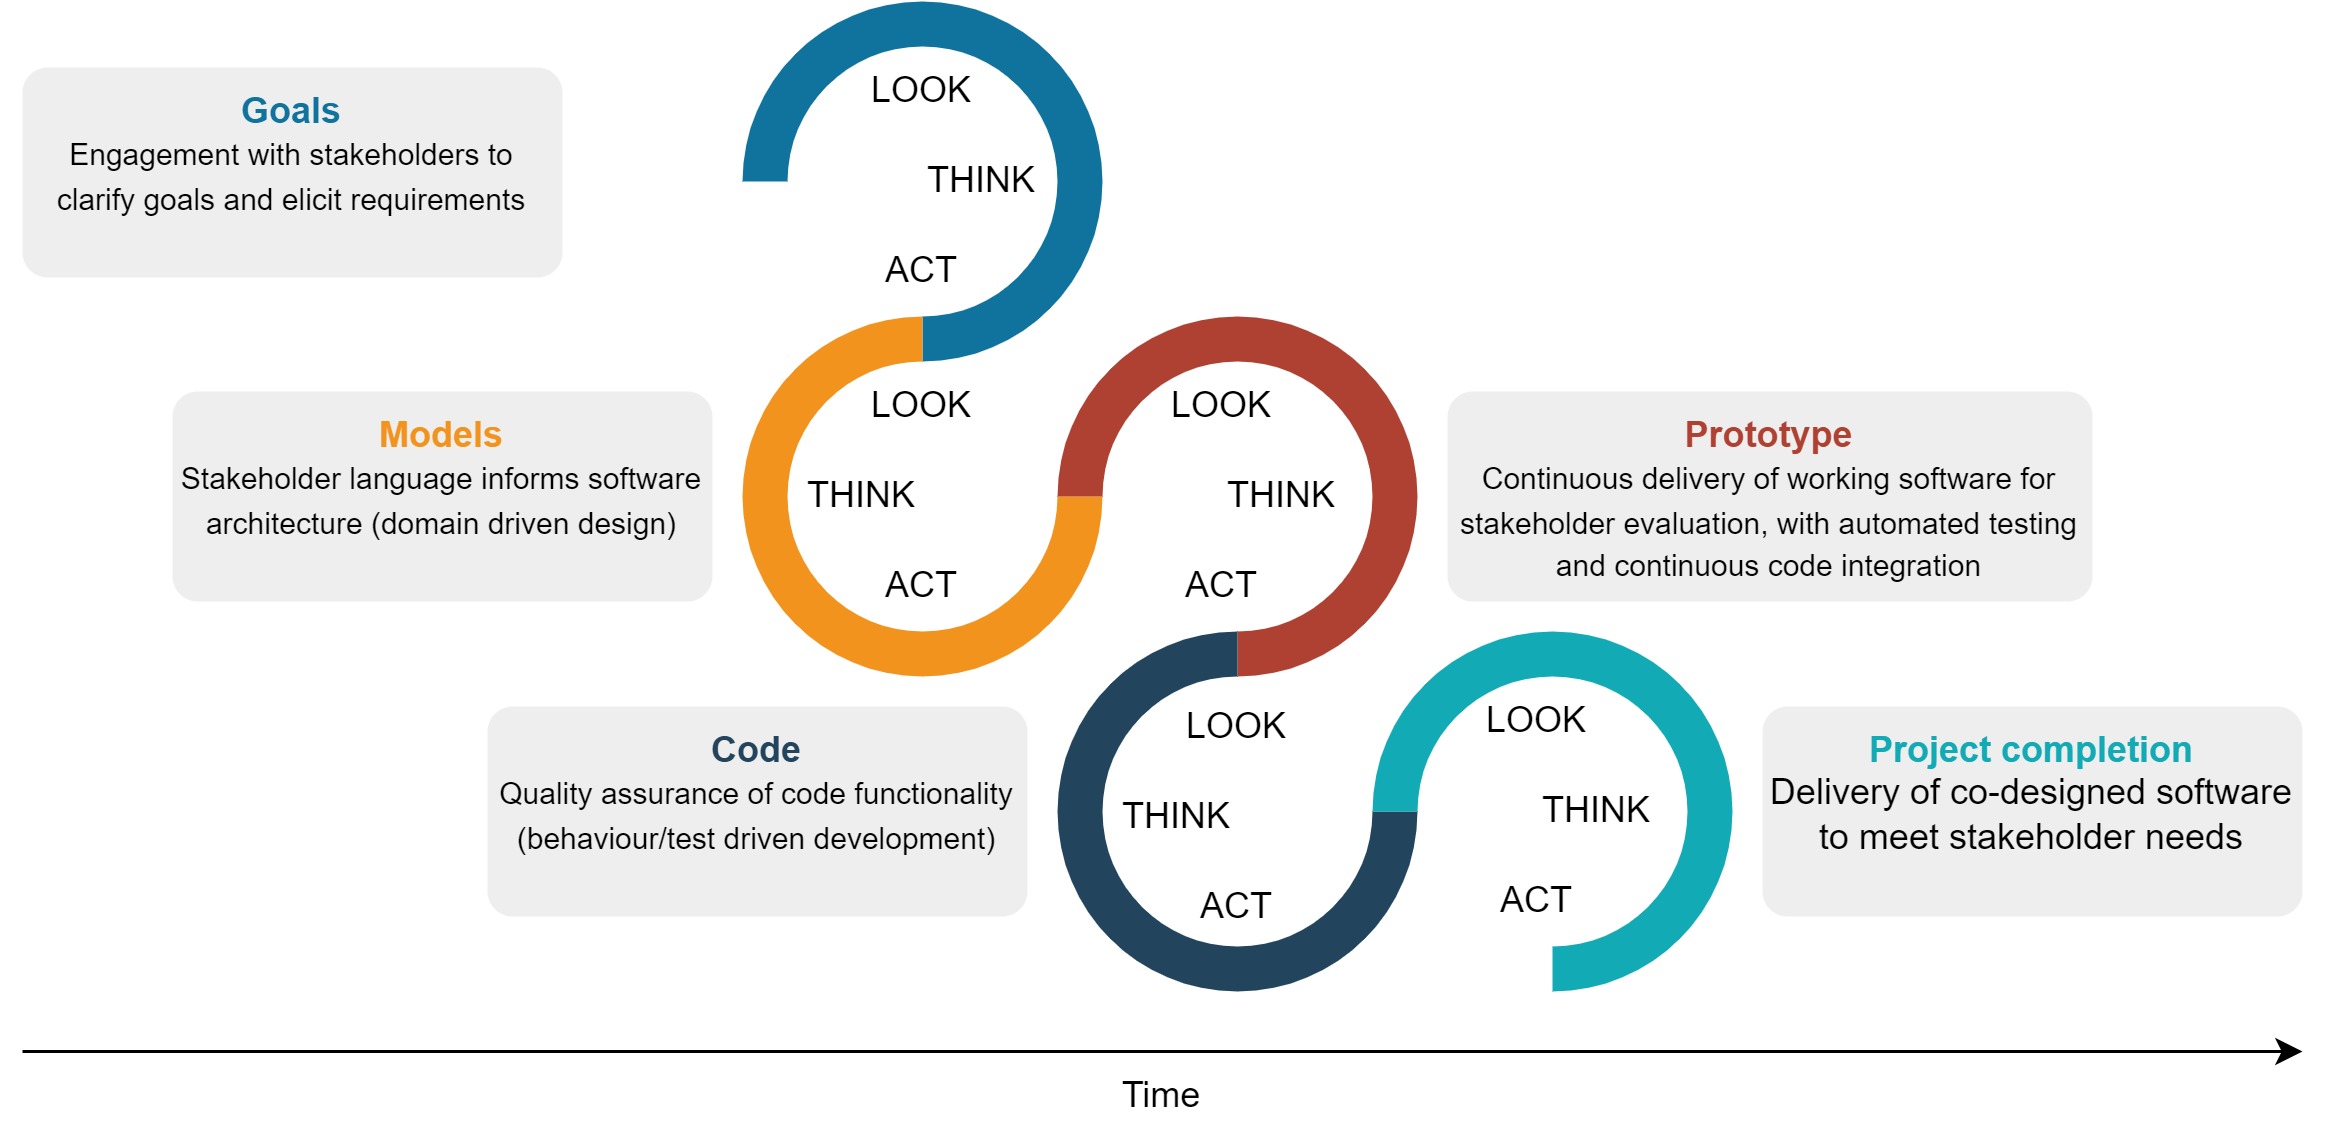 Goals
Engagement with stakeholders to
clarify goals and elicit requirements
LOOK
THINK
ACT
Models
Stakeholder language informs software
architecture (domain driven design)
LOOK
THINK
ACT
LOOK
THINK
ACT
Prototype
Continuous delivery of working software for
stakeholder evaluation, with automated testing
and continuous code integration
Code
Quality assurance of code functionality
(behaviour/test driven development)
LOOK
THINK
ACT
LOOK
THINK
ACT
Project completion
Delivery of co-designed software
to meet stakeholder needs
Time